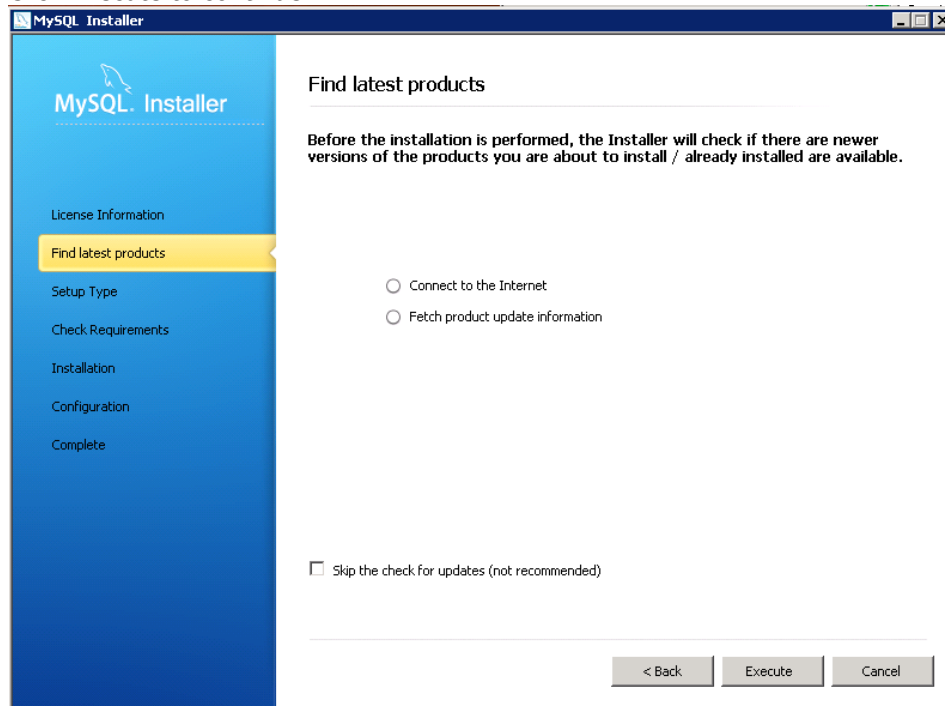 MySQL Installer
MySQL. Installer
Find latest products
Before the installation is performed, the Installer will check if there are newer
versions of the products you are about to install / already installed are available.
License Information
Find latest products
Setup Type
Check Requirements
Installation
Configuration
Complete
Connect to the Internet
Fetch product update information
Skip the check for updates (not recommended)
< Back
Execute
Cancel